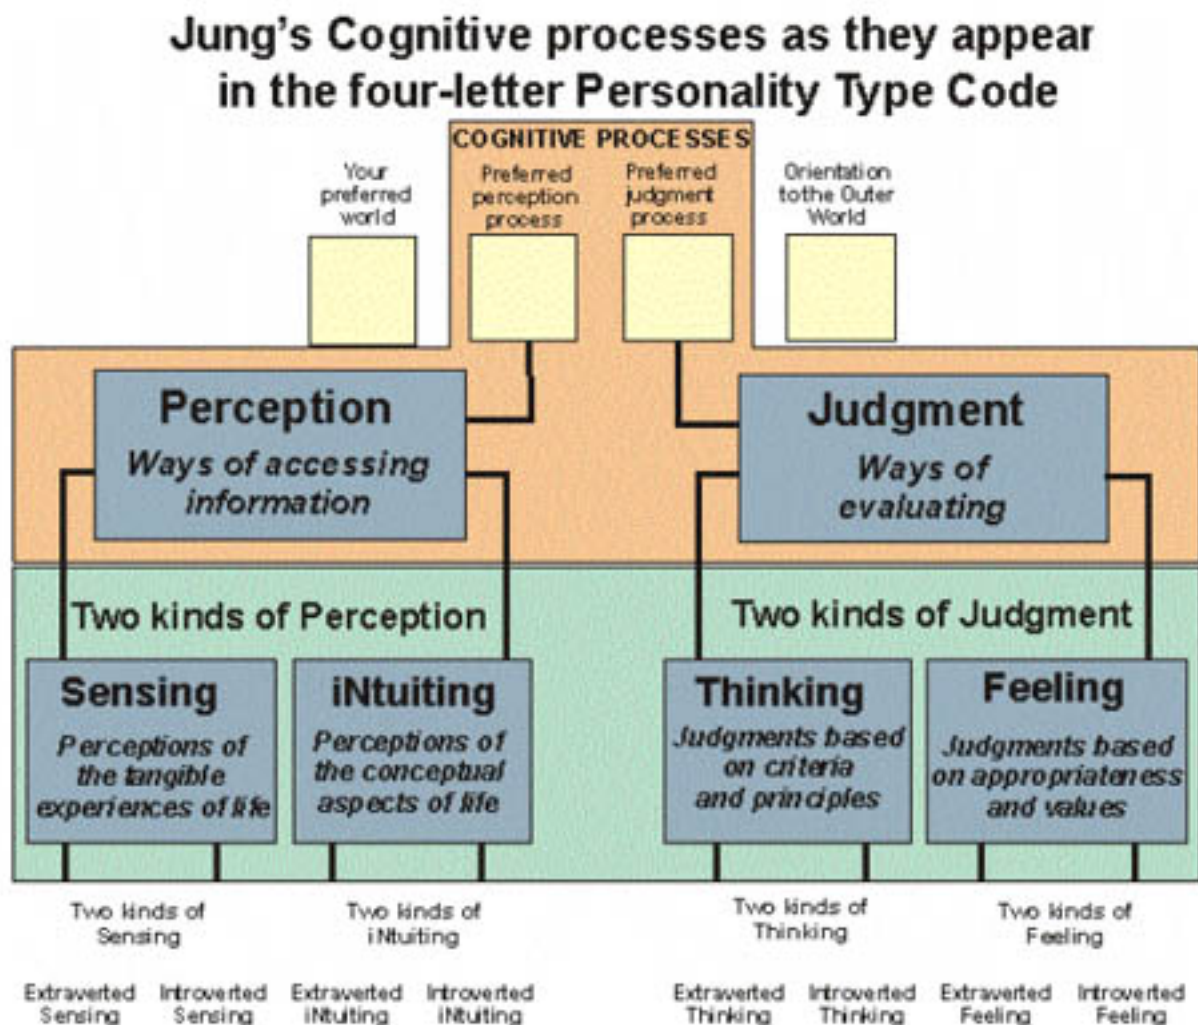 Jung's Cognitive processes as they appear
in the four-letter Personality Type Code
COGNITIVE PROCESSES
Your
preferred
world
Preferred
perception
process
Preferred
judgment
process
Orientation
to the Outer
World
Perception
Ways of accessing
information
Judgment
Ways of
evaluating
Two kinds of Perception
Two kinds of Judgment
Sensing
Perceptions of
the tangible
experiences of life
iNtuiting
Perceptions of
the conceptual
aspects of life
Thinking
Judgments based
on criteria
and principles
Feeling
Judgments based
on appropriateness
and values
Two kinds of
Sensing
Two kinds of
iNtuiting
Two kinds of
Thinking
Two kinds of
Feeling
Extraverted
Sensing
Introverted
Sensing
Extraverted
iNtuiting
Introverted
iNtuiting
Extraverted
Thinking
Introverted
Thinking
Extraverted
Feeling
Introverted
Feeling